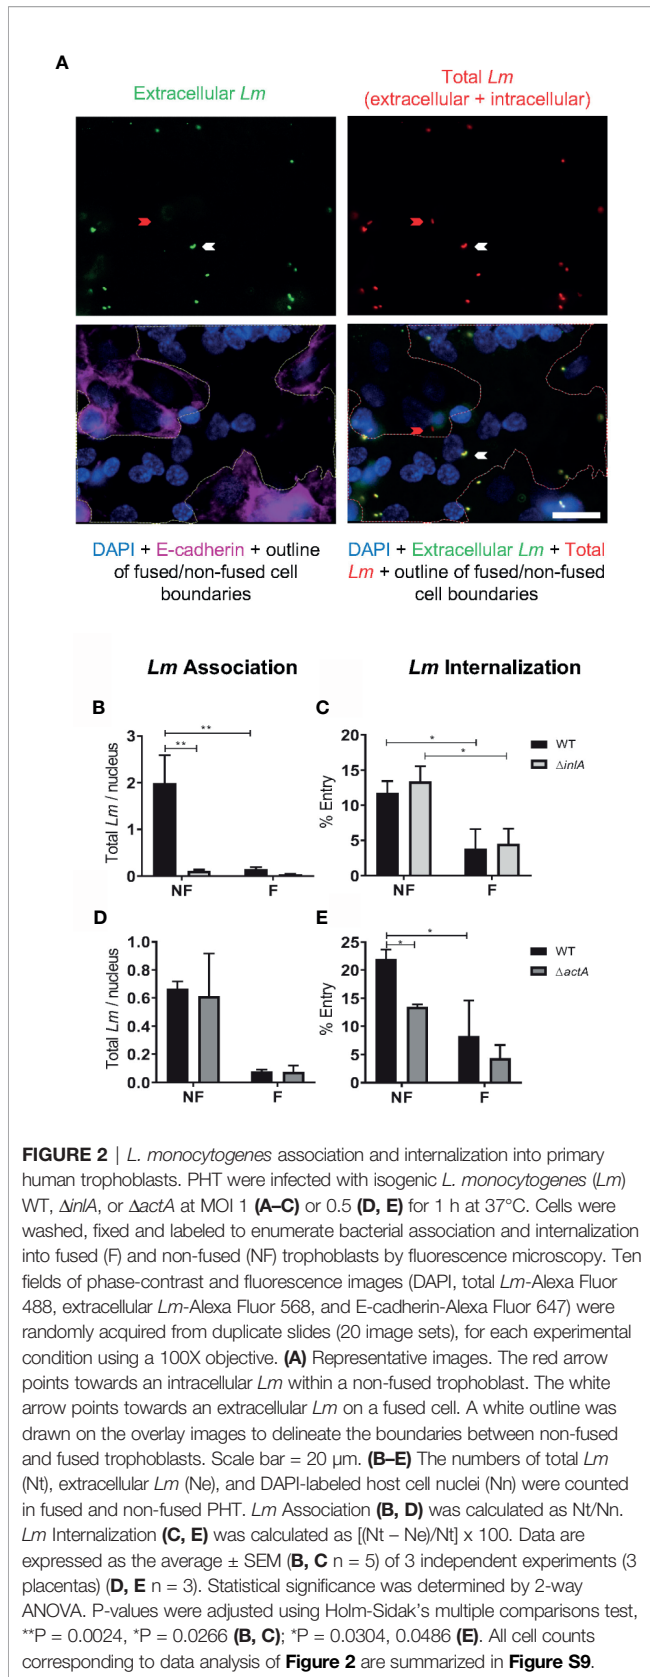 A
Extracellular Lm
Total Lm
(extracellular + intracellular)
DAPI + E-cadherin + outline
of fused/non-fused cell
boundaries
DAPI + Extracellular Lm + Total
Lm + outline of fused/non-fused
cell boundaries
Lm Association
Lm Internalization
B
Total Lm / nucleus
3
2
1
0
**
**
NF
F
C
% Entry
20
15
10
5
0
*
*
NF
F
WT
ΔinlA
D
Total Lm / nucleus
1.0
0.8
0.6
0.4
0.2
0.0
NF
F
E
% Entry
25
20
15
10
5
0
*
*
NF
F
WT
ΔactA
FIGURE 2 | L. monocytogenes association and internalization into primary
human trophoblasts. PHT were infected with isogenic L. monocytogenes (Lm)
WT, ΔinlA, or ΔactA at MOI 1 (A–C) or 0.5 (D, E) for 1 h at 37°C. Cells were
washed, fixed and labeled to enumerate bacterial association and internalization
into fused (F) and non-fused (NF) trophoblasts by fluorescence microscopy. Ten
fields of phase-contrast and fluorescence images (DAPI, total Lm-Alexa Fluor
488, extracellular Lm-Alexa Fluor 568, and E-cadherin-Alexa Fluor 647) were
randomly acquired from duplicate slides (20 image sets), for each experimental
condition using a 100X objective. (A) Representative images. The red arrow
points towards an intracellular Lm within a non-fused trophoblast. The white
arrow points towards an extracellular Lm on a fused cell. A white outline was
drawn on the overlay images to delineate the boundaries between non-fused
and fused trophoblasts. Scale bar = 20 µm. (B–E) The numbers of total Lm
(Nt), extracellular Lm (Ne), and DAPI-labeled host cell nuclei (Nn) were counted
in fused and non-fused PHT. Lm Association (B, D) was calculated as Nt/Nn.
Lm Internalization (C, E) was calculated as [(Nt – Ne)/Nt] x 100. Data are
expressed as the average ± SEM (B, C n = 5) of 3 independent experiments (3
placentas) (D, E n = 3). Statistical significance was determined by 2-way
ANOVA. P-values were adjusted using Holm-Sidak's multiple comparisons test,
**P = 0.0024, *P = 0.0266 (B, C); *P = 0.0304, 0.0486 (E). All cell counts
corresponding to data analysis of Figure 2 are summarized in Figure S9.